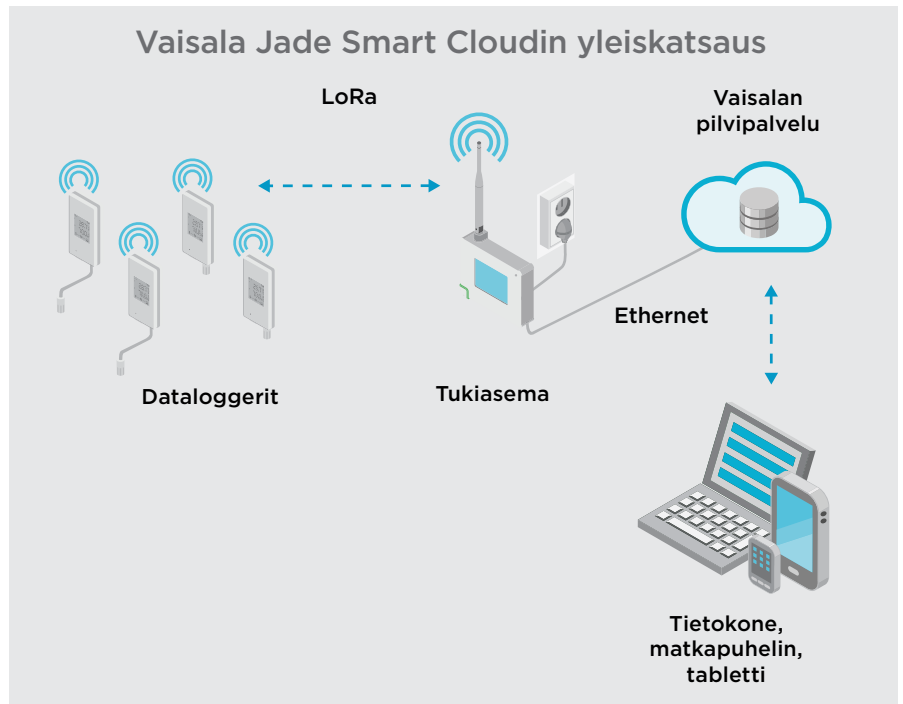 Vaisala Jade Smart Cloudin yleiskatsaus
LoRa
Vaisalan
pilvipalvelu
Ethernet
Dataloggerit
Tukiasema
Tietokone,
matkapuhelin,
tabletti